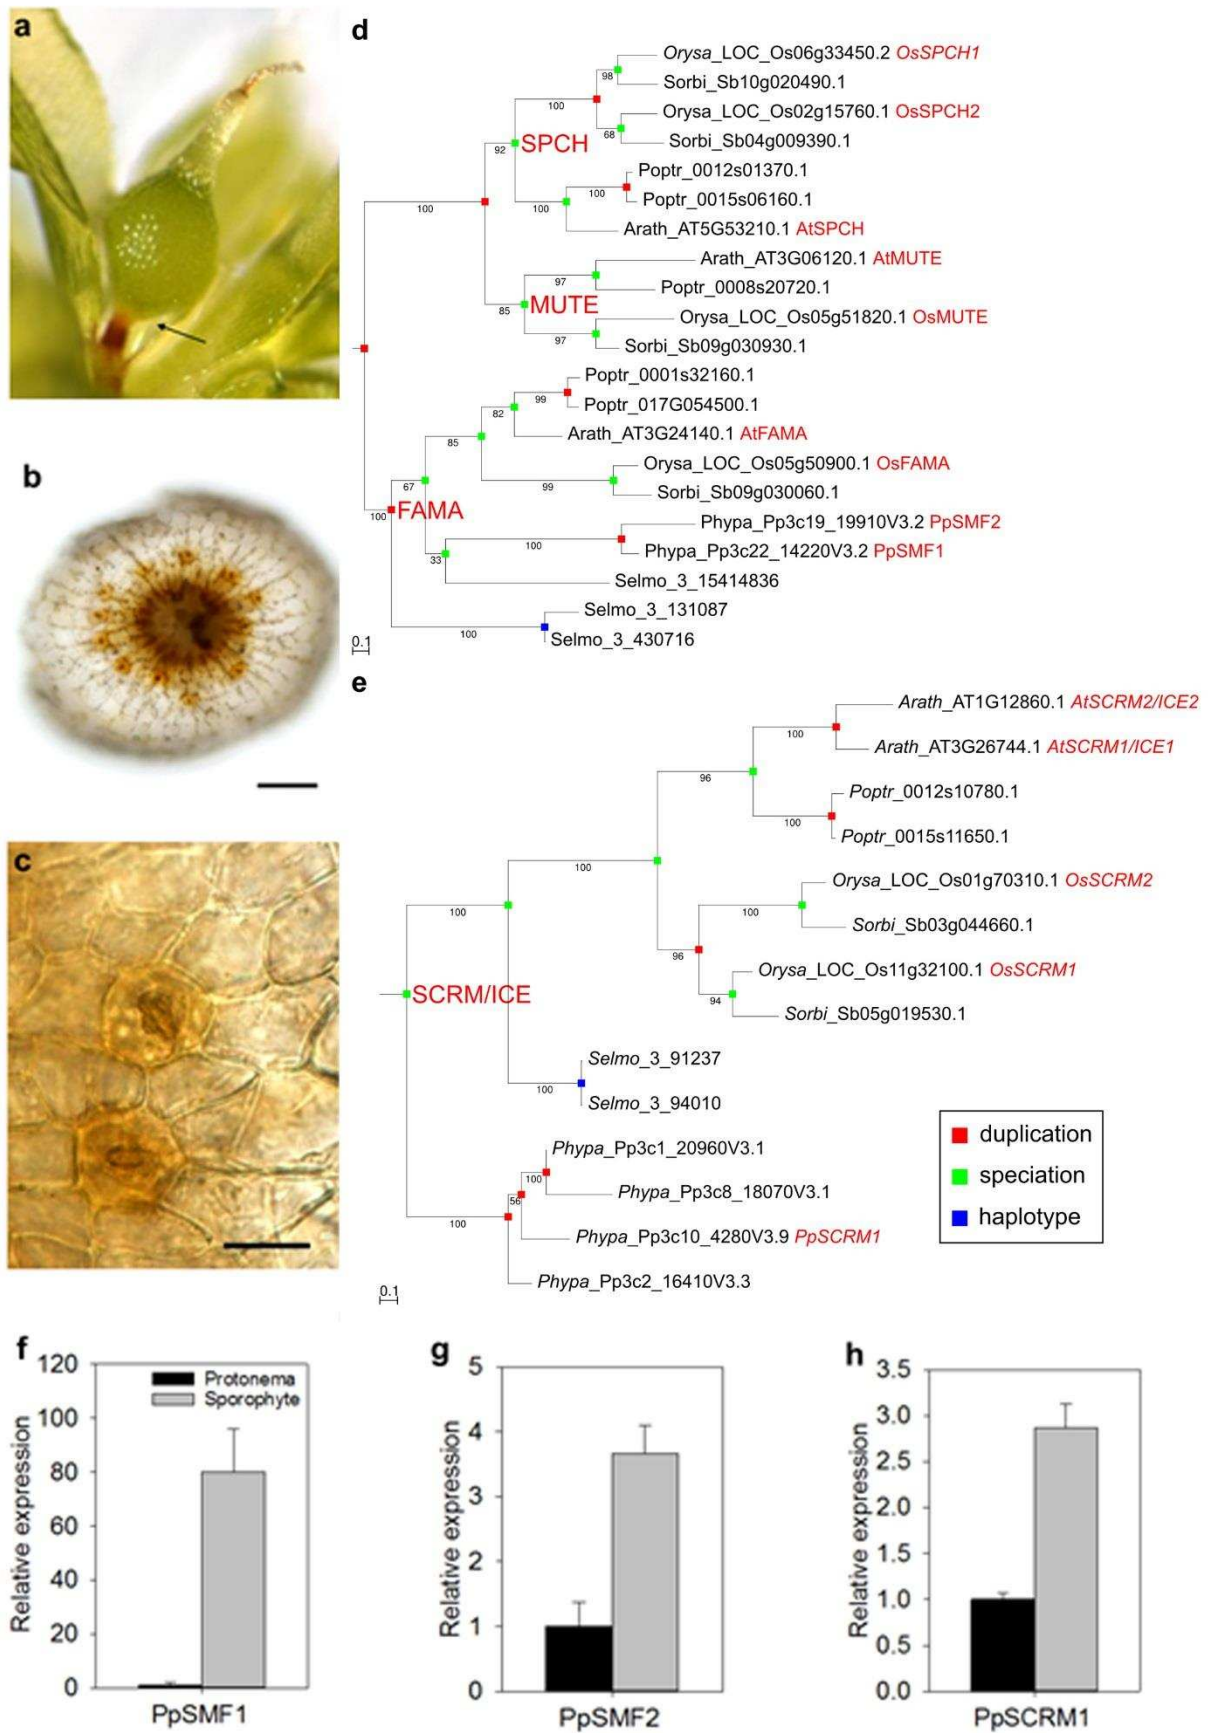 a
b
c
d
98
100
68
92
SPCH
100
100
100
97
85
MUTE
97
99
82
85
99
67
100
FAMA
100
33
100
Orysa_LOC_Os06g33450.2 OsSPCH1
Sorbi_Sb10g020490.1
Orysa_LOC_Os02g15760.1 OsSPCH2
Sorbi_Sb04g009390.1
Poptr_0012s01370.1
Poptr_0015s06160.1
Arath_AT5G53210.1 AtSPCH
Arath_AT3G06120.1 AtMUTE
Poptr_0008s20720.1
Orysa_LOC_Os05g51820.1 OsMUTE
Sorbi_Sb09g030930.1
Poptr_0001s32160.1
Poptr_017G054500.1
Arath_AT3G24140.1 AtFAMA
Orysa_LOC_Os05g50900.1 OsFAMA
Sorbi_Sb09g030060.1
Phypa_Pp3c19_19910V3.2 PpSMF2
Phypa_Pp3c22_14220V3.2 PpSMF1
Selmo_3_15414836
Selmo_3_131087
Selmo_3_430716
0.1
e
100
96
100
100
100
100
96
94
SCRM/ICE
100
100
56
100
Arath_AT1G12860.1 AtSCRM2/ICE2
Arath_AT3G26744.1 AtSCRM1/ICE1
Poptr_0012s10780.1
Poptr_0015s11650.1
Orysa_LOC_Os01g70310.1 OsSCRM2
Sorbi_Sb03g044660.1
Orysa_LOC_Os11g32100.1 OsSCRM1
Sorbi_Sb05g019530.1
Selmo_3_91237
Selmo_3_94010
Phypa_Pp3c1_20960V3.1
Phypa_Pp3c8_18070V3.1
Phypa_Pp3c10_4280V3.9 PpSCRM1
Phypa_Pp3c2_16410V3.3
0.1
duplication
speciation
haplotype
f
Relative expression
120
100
80
60
40
20
0
Protonema
Sporophyte
PpSMF1
g
Relative expression
5
4
3
2
1
0
PpSMF2
h
Relative expression
3.5
3.0
2.5
2.0
1.5
1.0
0.5
0.0
PpSCRM1